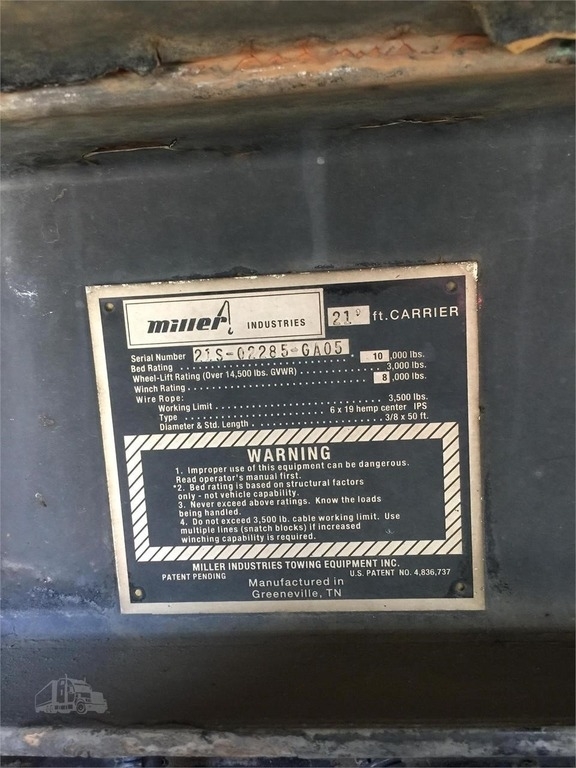 miller INDUSTRIES 21' ft. CARRIER
Serial Number 21S-02285-GA05
Bed Rating 10,000 lbs.
Wheel-Lift Rating (Over 14,500 lbs. GVWR) 3,000 lbs.
Winch Rating 8,000 lbs.
Wire Rope:
Working Limit 3,500 lbs.
Type 6 x 19 hemp center IPS
Diameter & Std. Length 3/8 x 50 ft.
WARNING
1. Improper use of this equipment can be dangerous.
Read operator's manual first.
*2. Bed rating is based on structural factors
only - not vehicle capability.
3. Never exceed above ratings. Know the loads
being handled.
4. Do not exceed 3,500 lb. cable working limit. Use
multiple lines (snatch blocks) if increased
winching capability is required.
MILLER INDUSTRIES TOWING EQUIPMENT INC.
PATENT PENDING U.S. PATENT NO. 4,836,737
Manufactured in
Greeneville, TN